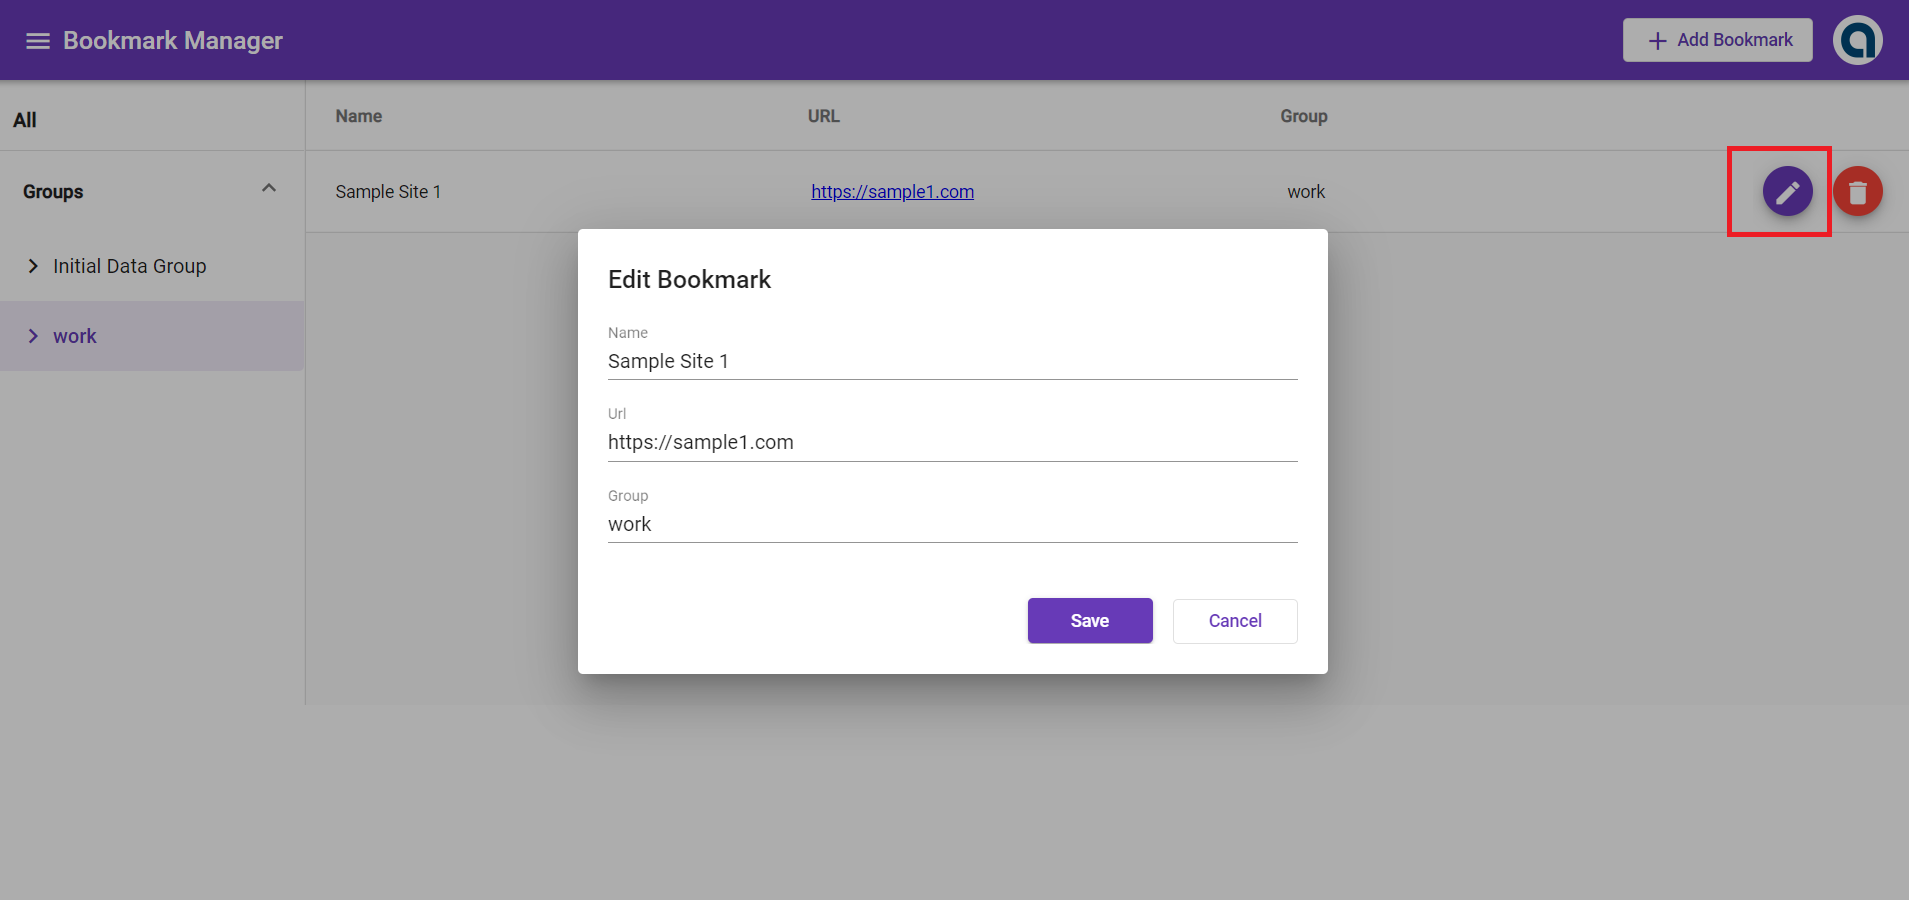 Bookmark Manager
Add Bookmark
All
Name URL Group
Groups
Sample Site 1 https://sample1.com work
Initial Data Group
work
Edit Bookmark
Name
Sample Site 1
Url
https://sample1.com
Group
work
Save Cancel